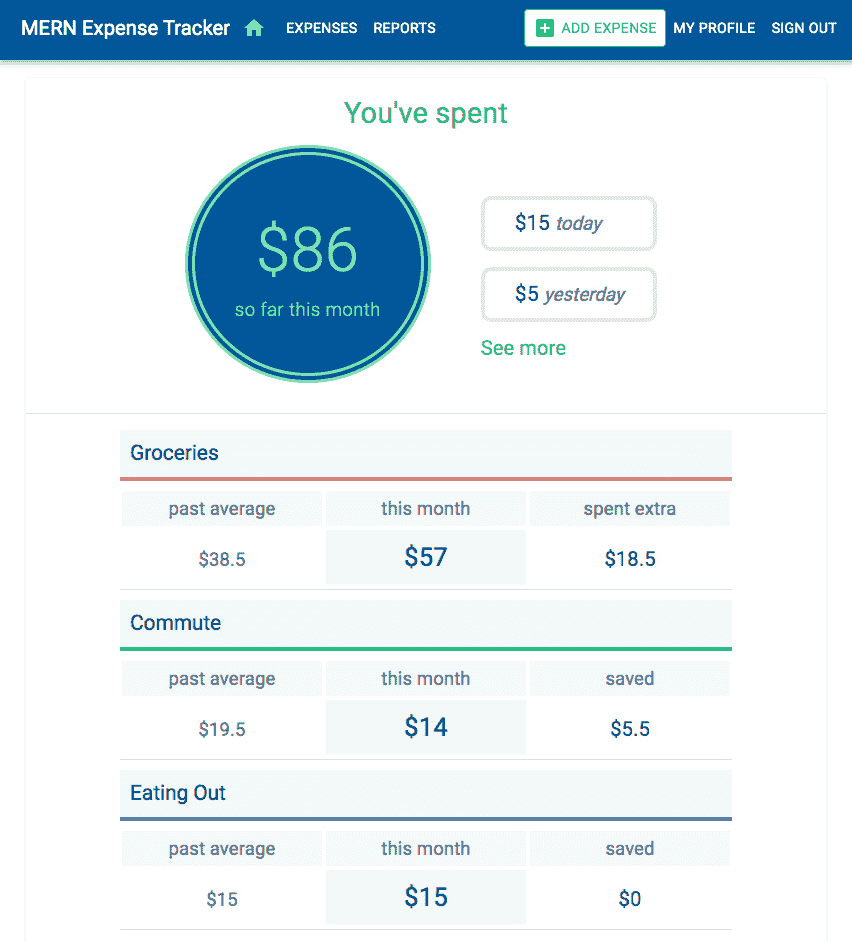 MERN Expense Tracker EXPENSES REPORTS ADD EXPENSE MY PROFILE SIGN OUT
You've spent
$86
so far this month
$15 today
$5 yesterday
See more
Groceries
past average this month spent extra
$38.5 $57 $18.5
Commute
past average this month saved
$19.5 $14 $5.5
Eating Out
past average this month saved
$15 $15 $0